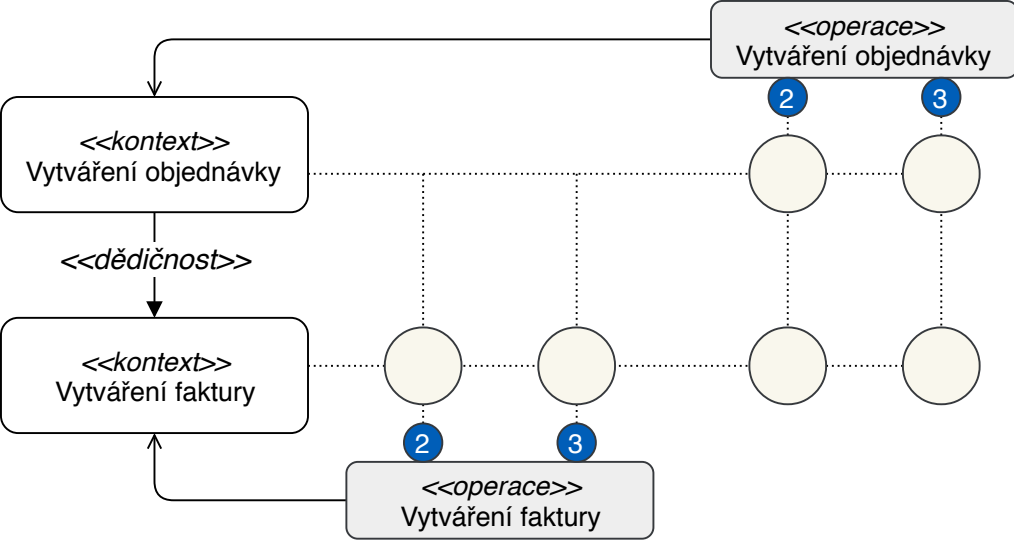 <<operace>>
Vytváření objednávky
2
3
<<kontext>>
Vytváření objednávky
<<dědičnost>>
<<kontext>>
Vytváření faktury
2
3
<<operace>>
Vytváření faktury